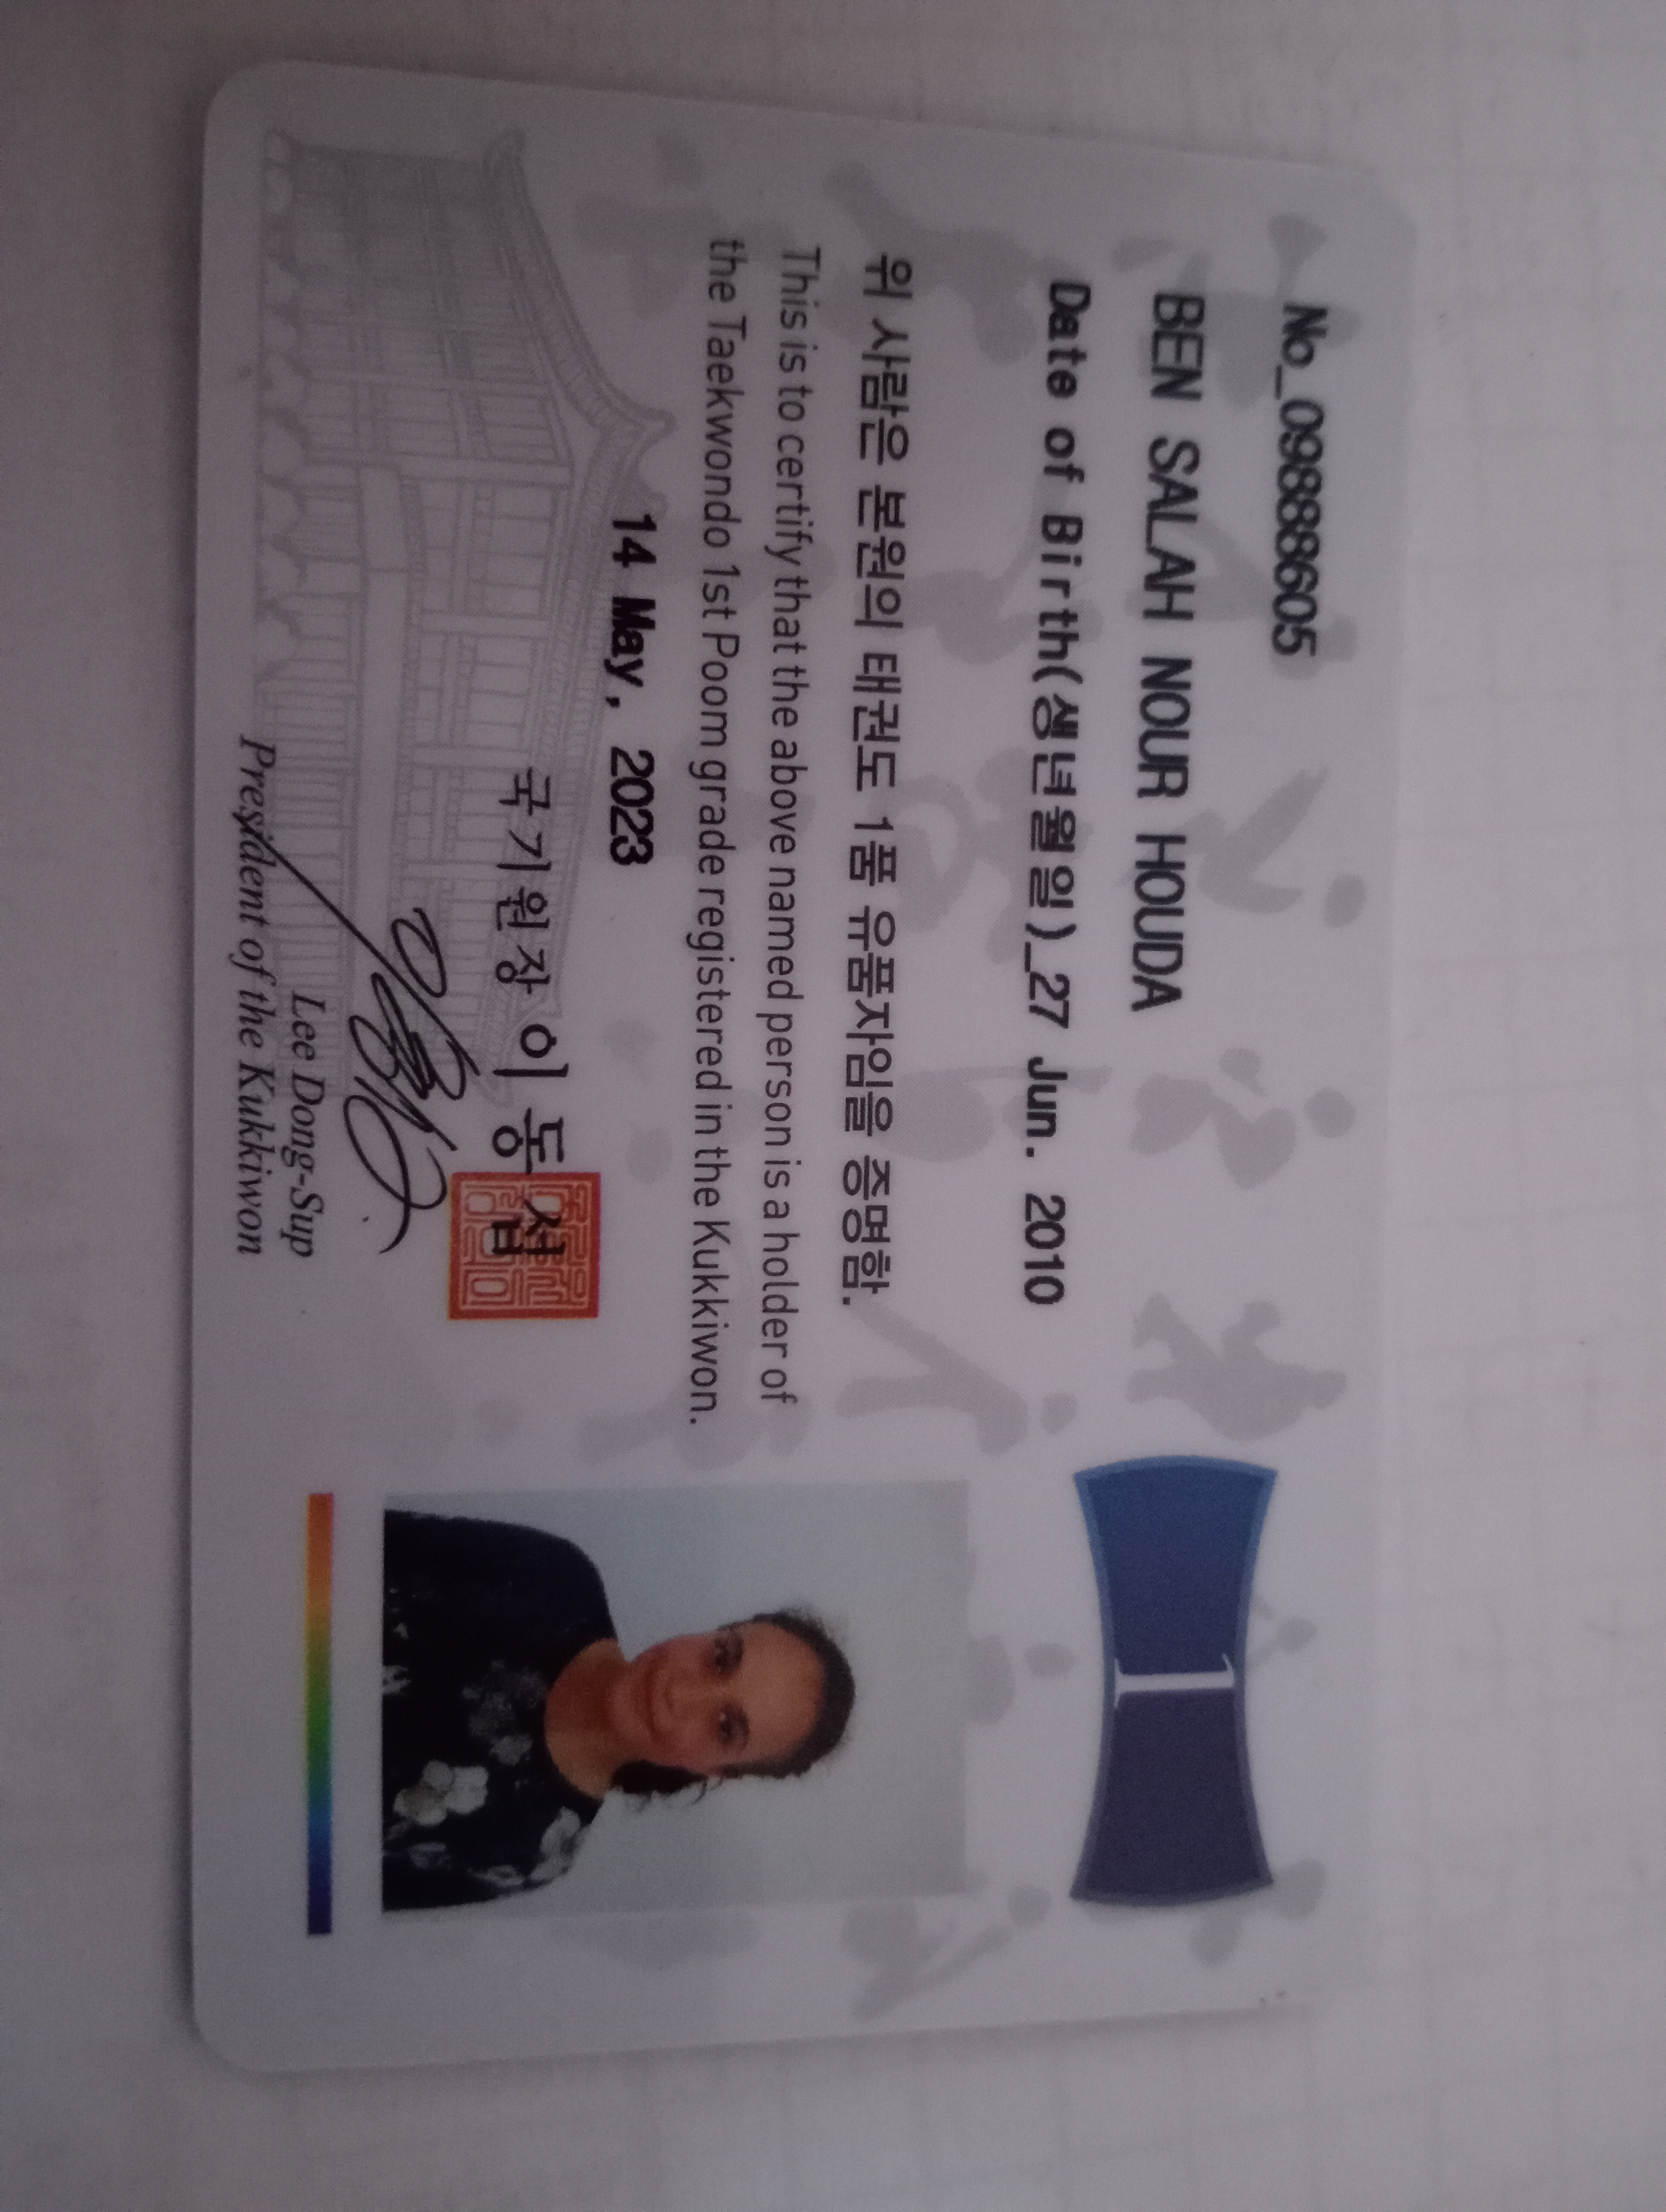 No_09888605
BEN SALAH NOUR HOUDA
Date of Birth(생년월일)_27 Jun. 2010
위 사람은 본원의 태권도 1품 유품자임을 증명함.
This is to certify that the above named person is a holder of
the Taekwondo 1st Poom grade registered in the Kukkiwon.
14 May, 2023
국기원장 이동섭
Lee Dong-Sup
President of the Kukkiwon
I